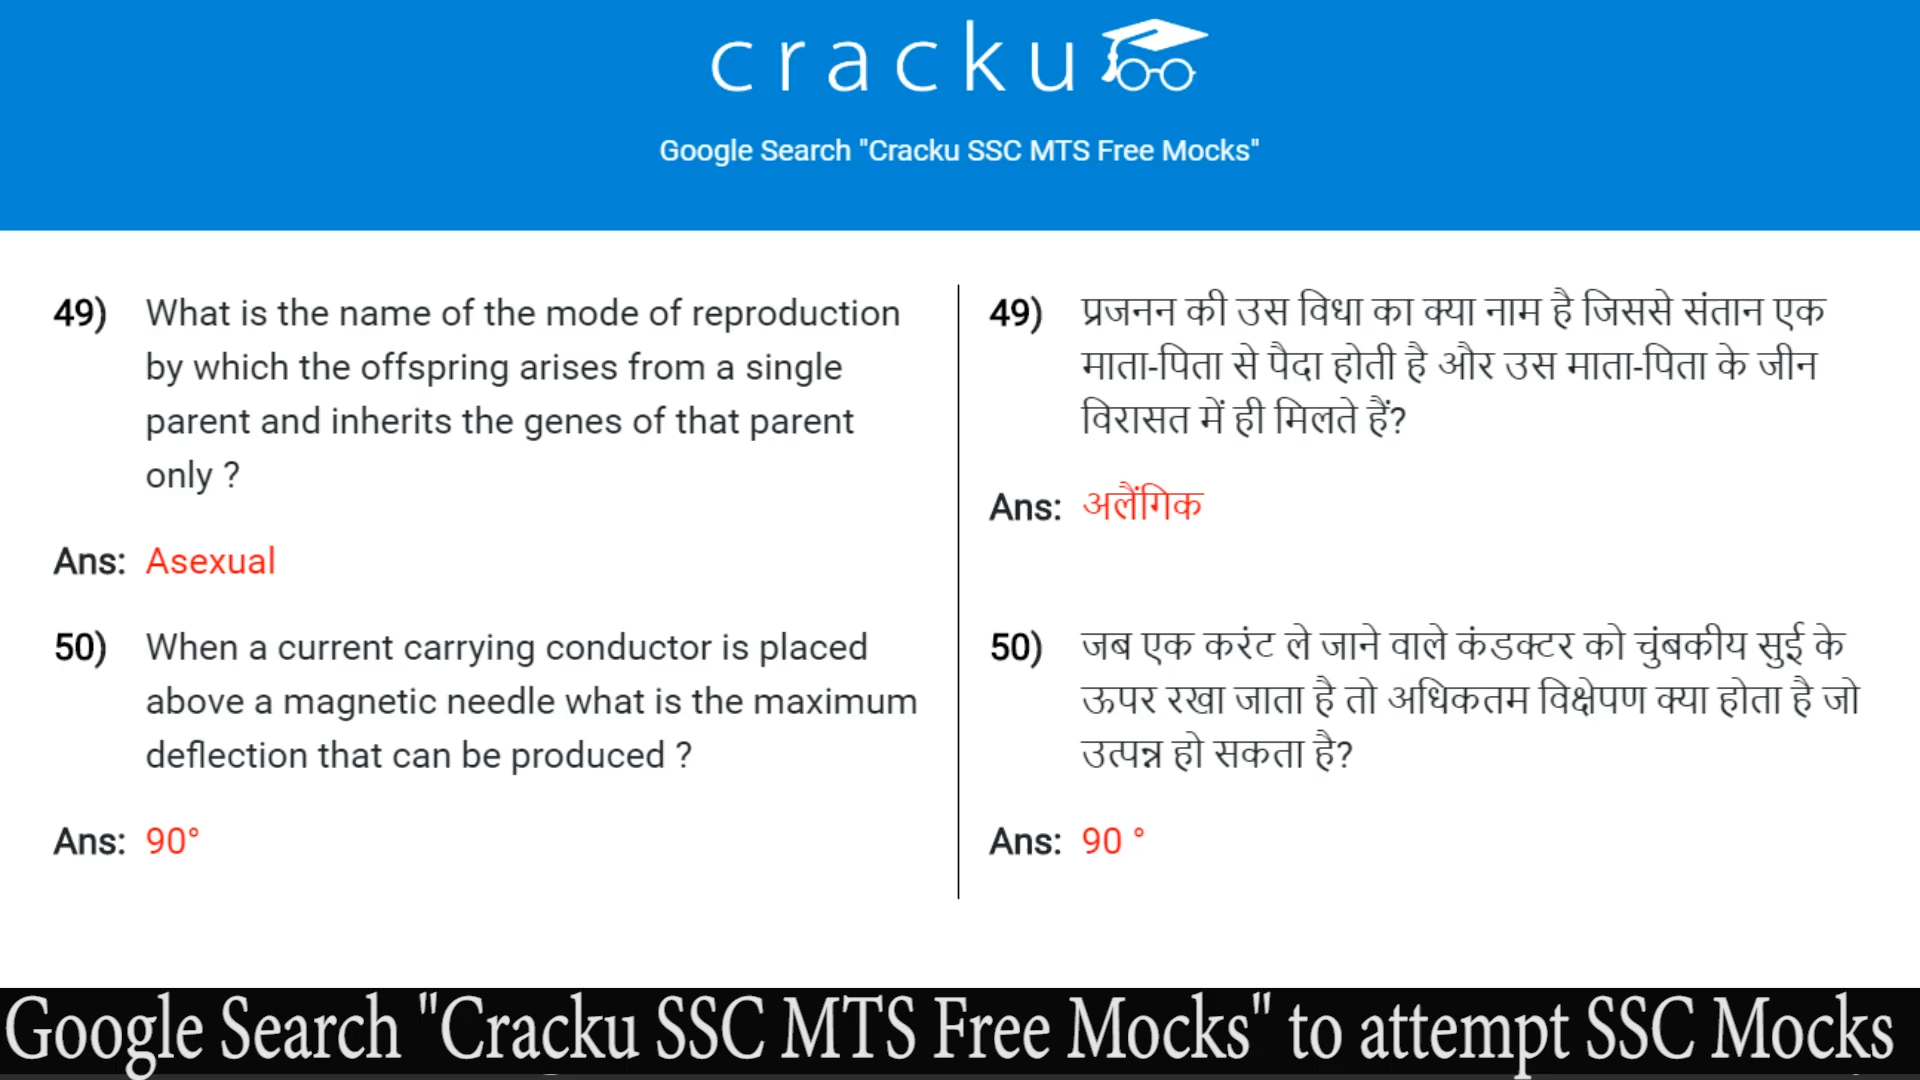 cracku
Google Search "Cracku SSC MTS Free Mocks"
49) What is the name of the mode of reproduction
by which the offspring arises from a single
parent and inherits the genes of that parent
only ?
Ans: Asexual
50) When a current carrying conductor is placed
above a magnetic needle what is the maximum
deflection that can be produced ?
Ans: 90°
49) प्रजनन की उस विधा का क्या नाम है जिससे संतान एक
माता-पिता से पैदा होती है और उस माता-पिता के जीन
विरासत में ही मिलते हैं?
Ans: अलैंगिक
50) जब एक करंट ले जाने वाले कंडक्टर को चुंबकीय सुई के
ऊपर रखा जाता है तो अधिकतम विक्षेपण क्या होता है जो
उत्पन्न हो सकता है?
Ans: 90 °
Google Search "Cracku SSC MTS Free Mocks" to attempt SSC Mocks